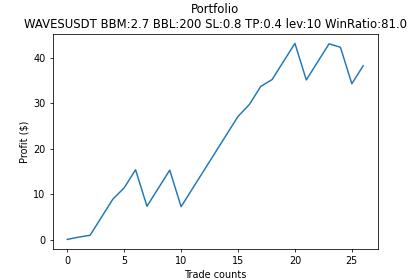 Portfolio
WAVESUSDT BBM:2.7 BBL:200 SL:0.8 TP:0.4 lev:10 WinRatio:81.0
40
30
20
10
0
Profit ($)
0 5 10 15 20 25
Trade counts